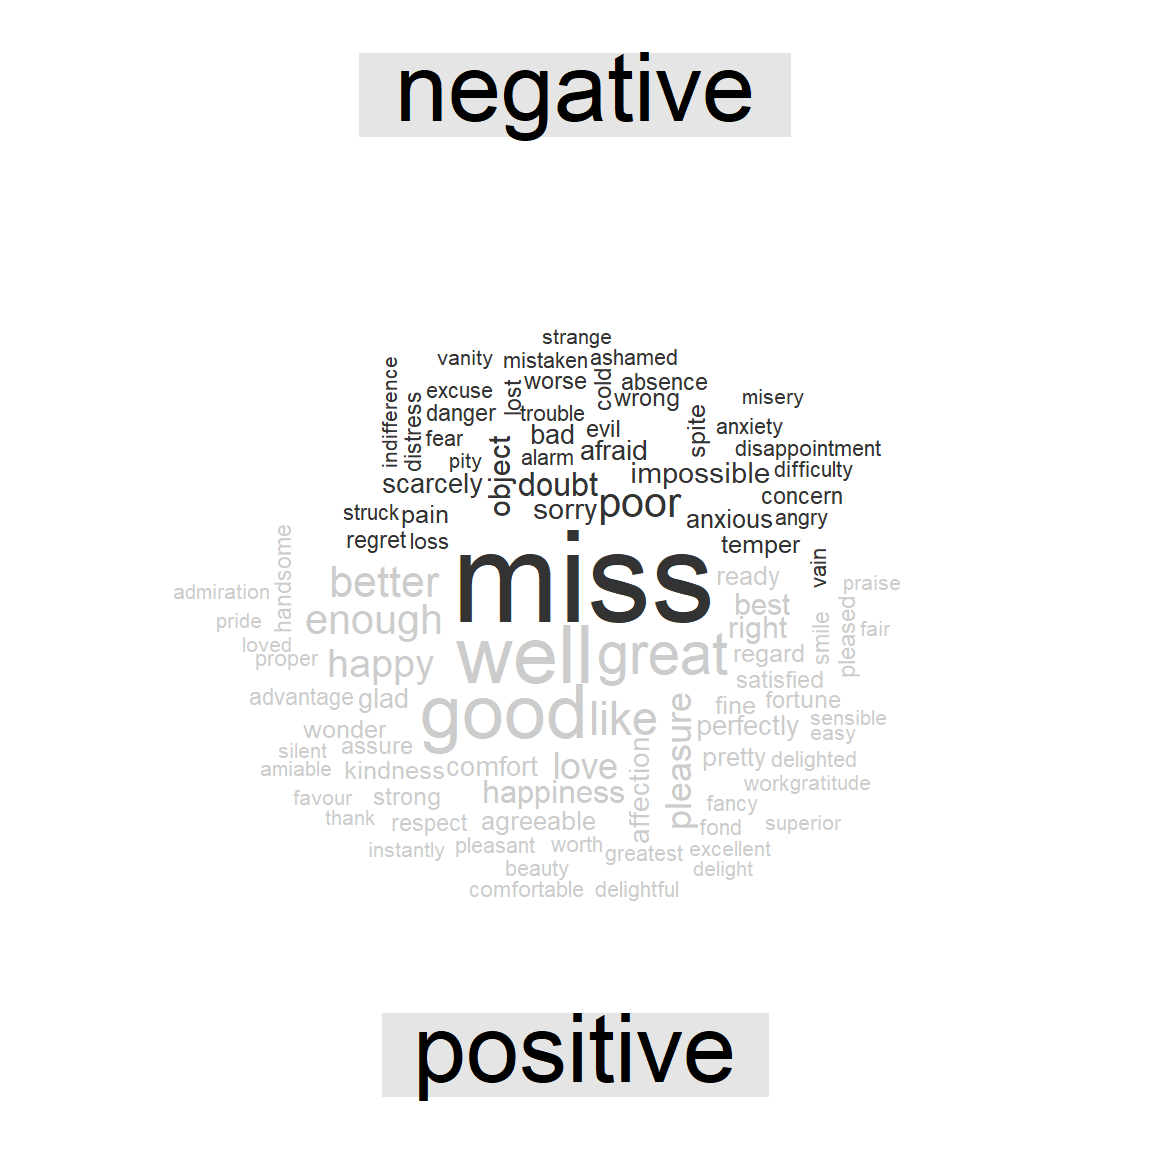 negative
strange
vanity mistaken ashamed
indifference excuse lost worse cold absence misery
distress danger trouble wrong spite anxiety
fear object bad evil disappointment
pity alarm afraid difficulty
scarcely doubt impossible concern
struck pain sorry poor anxious angry
regret loss temper vain
miss
admiration handsome better ready praise
pride enough best smile pleased fair
loved right
proper happy well great regard
advantage glad satisfied
good like pleasure fine fortune
wonder perfectly sensible
silent assure affection easy
amiable kindness comfort love pretty delighted
favour strong happiness work gratitude
thank respect agreeable fancy
fond superior
instantly pleasant worth greatest excellent
beauty delight
comfortable delightful
positive